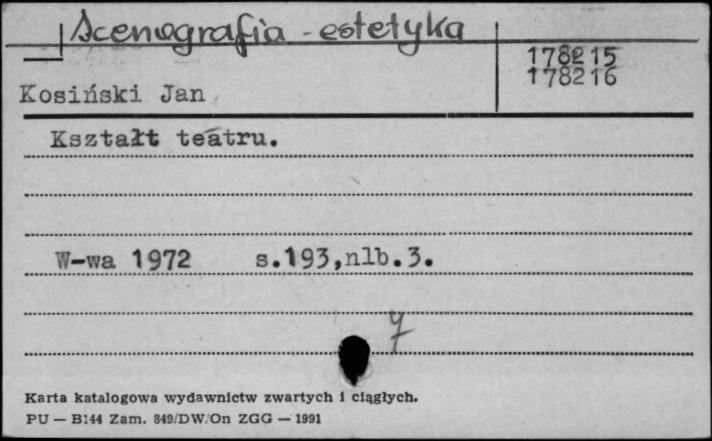 Scenografia - estetyka
178215
178216
Kosiński Jan
Kształt teatru.
W-wa 1972 s.193,nlb.3.
7
Karta katalogowa wydawnictw zwartych i ciągłych.
PU — B144 Zam. 849/DW/On ZGG — 1991